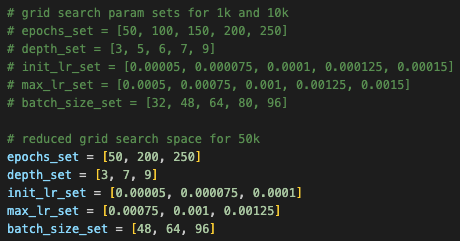 # grid search param sets for 1k and 10k
# epochs_set = [50, 100, 150, 200, 250]
# depth_set = [3, 5, 6, 7, 9]
# init_lr_set = [0.00005, 0.000075, 0.0001, 0.000125, 0.00015]
# max_lr_set = [0.0005, 0.00075, 0.001, 0.00125, 0.0015]
# batch_size_set = [32, 48, 64, 80, 96]
# reduced grid search space for 50k
epochs_set = [50, 200, 250]
depth_set = [3, 7, 9]
init_lr_set = [0.00005, 0.000075, 0.0001]
max_lr_set = [0.00075, 0.001, 0.00125]
batch_size_set = [48, 64, 96]